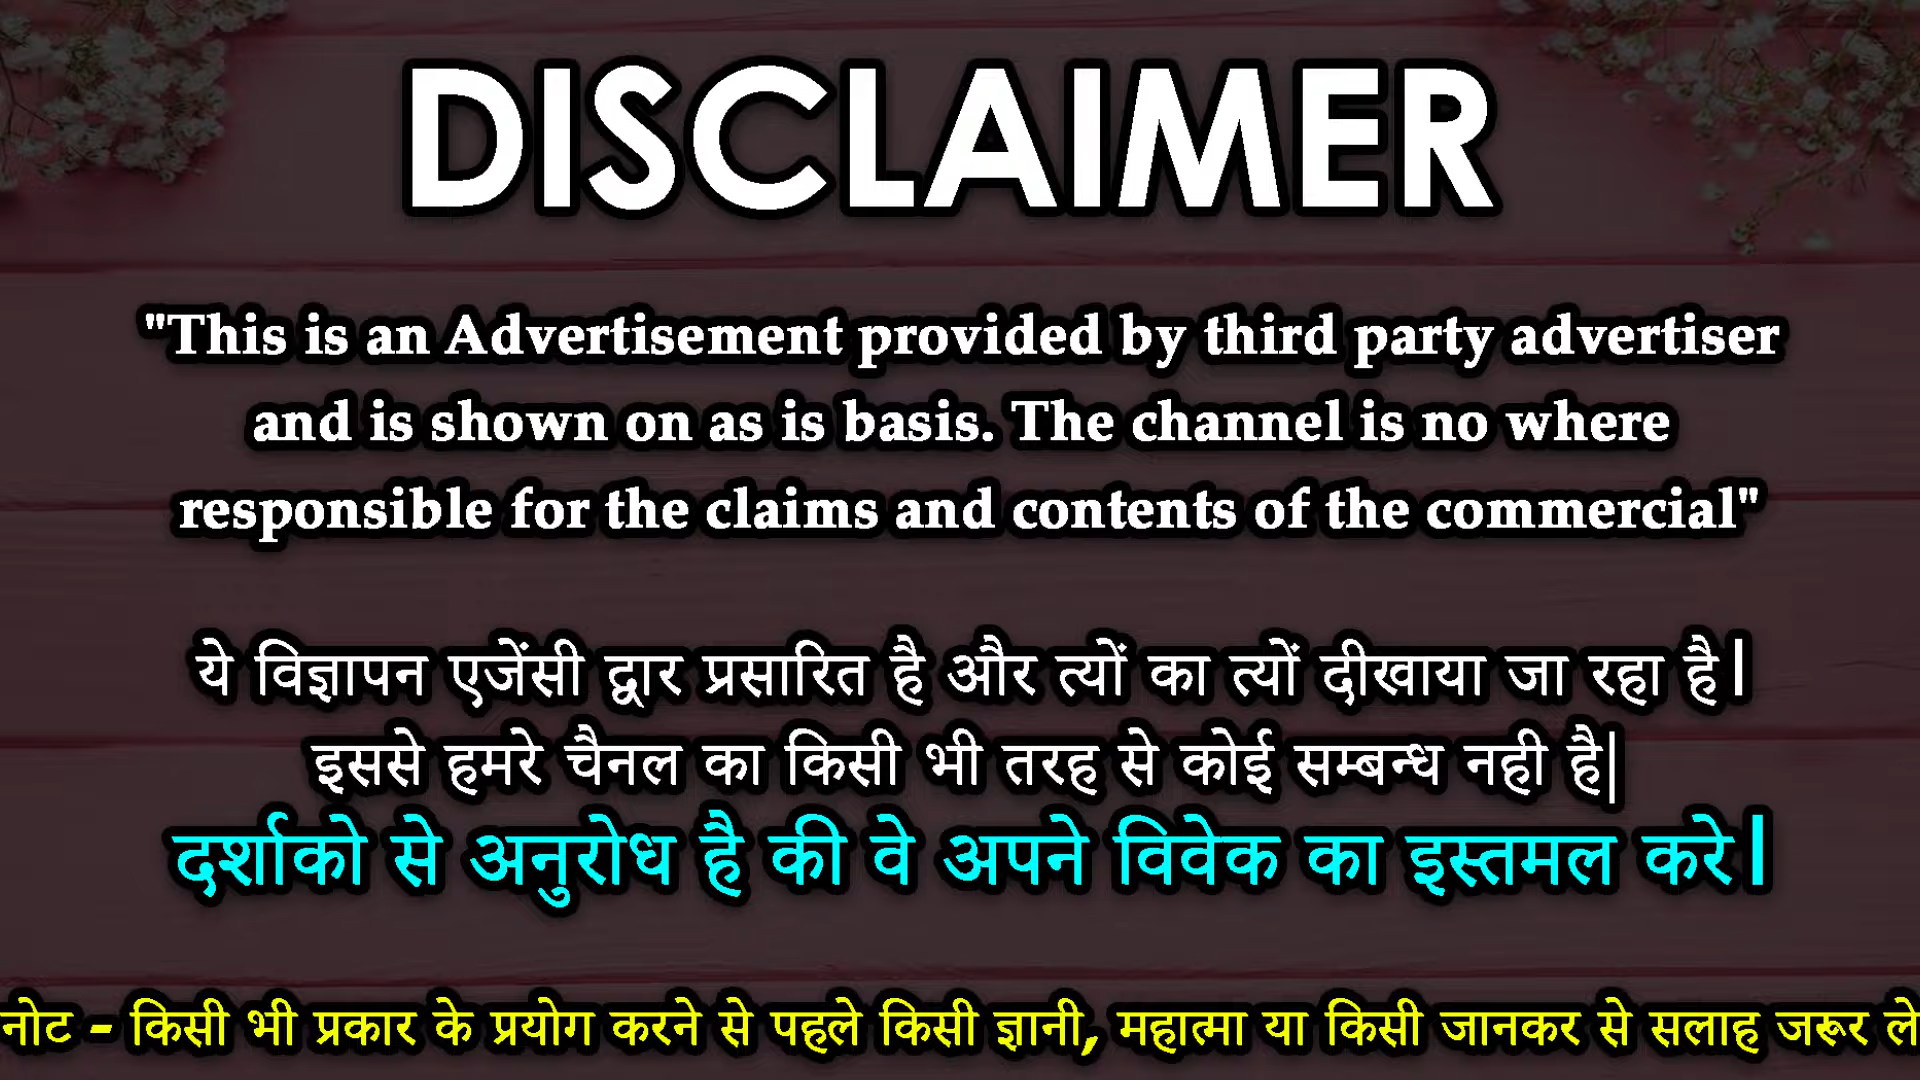 DISCLAIMER
"This is an Advertisement provided by third party advertiser
and is shown on as is basis. The channel is no where
responsible for the claims and contents of the commercial"
ये विज्ञापन एजेंसी द्वार प्रसारित है और त्यों का त्यों दीखाया जा रहा है।
इससे हमरे चैनल का किसी भी तरह से कोई सम्बन्ध नही है|
दर्शाको से अनुरोध है की वे अपने विवेक का इस्तमल करे।
नोट - किसी भी प्रकार के प्रयोग करने से पहले किसी ज्ञानी, महात्मा या किसी जानकर से सलाह जरूर ले